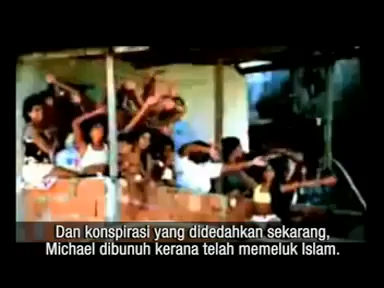 Dan konspirasi yang didedahkan sekarang,
Michael dibunuh kerana telah memeluk Islam.